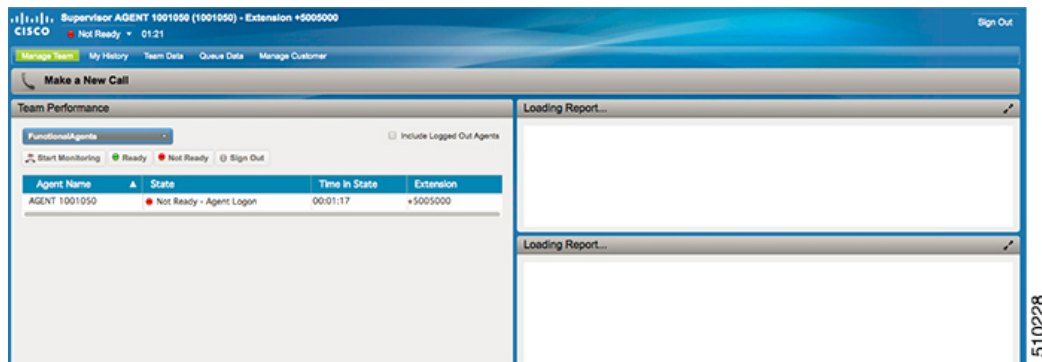 Supervisor AGENT 1001050 (1001050) - Extension +5005000
CISCO
Not Ready 01:21
Sign Out
Manage Team My History Team Data Queue Data Manage Customer
Make a New Call
Team Performance
FunctionalAgents
Include Logged Out Agents
Start Monitoring Ready Not Ready Sign Out
Agent Name State Time in State Extension
AGENT 1001050 Not Ready - Agent Logon 00:01:17 +5005000
Loading Report...
Loading Report...
510228